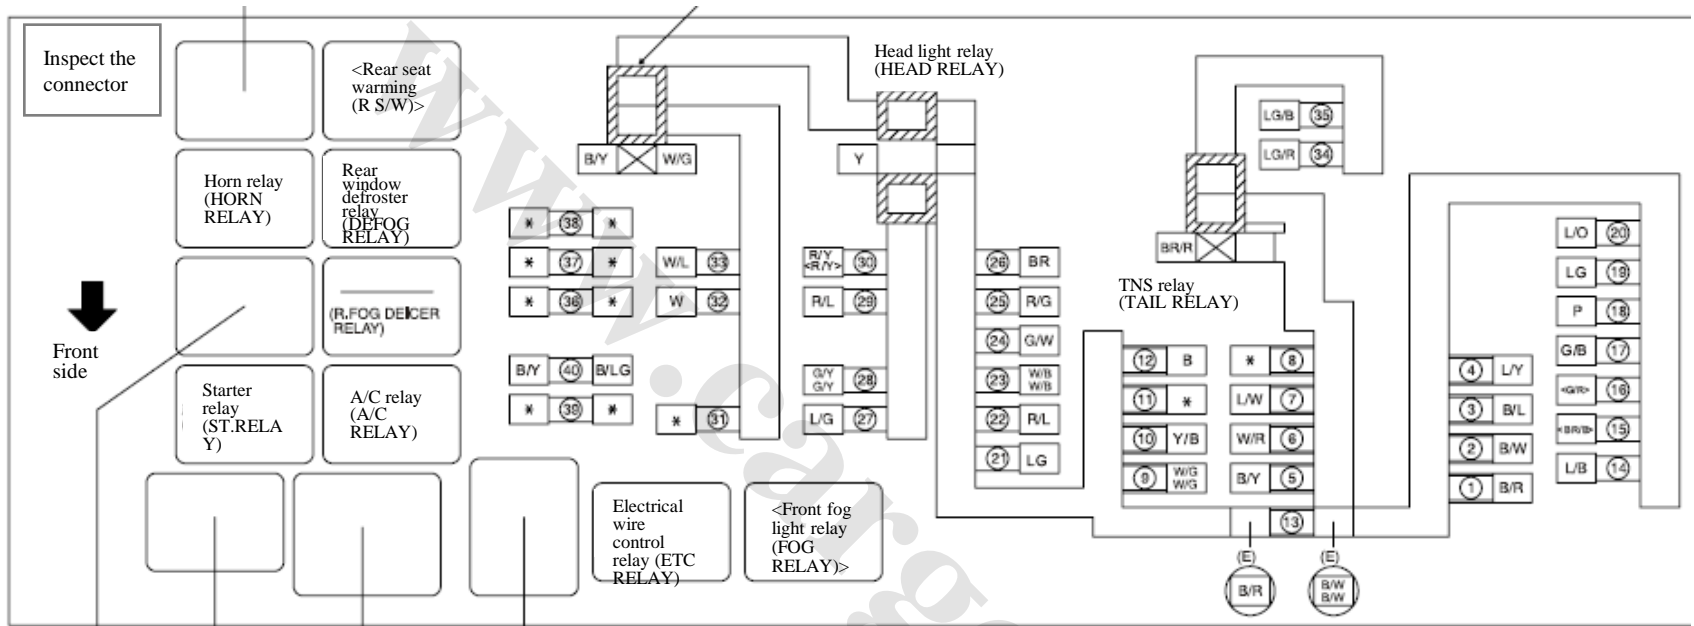 Inspect the
connector
<Rear seat
warming
(R S/W)>
Horn relay
(HORN
RELAY)
Rear
window
defroster
relay
(DEFOG
RELAY)
(R.FOG DEICER
RELAY)
Front
side
Starter
relay
(ST.RELA
Y)
A/C relay
(A/C
RELAY)
Electrical
wire
control
relay (ETC
RELAY)
<Front fog
light relay
(FOG
RELAY)>
B/Y W/G
* 38 *
* 37 *
* 36 *
B/Y 40 B/LG
* 39 *
W/L 33
W 32
* 31
Head light relay
(HEAD RELAY)
Y
R/Y
<R/Y> 30
R/L 29
G/Y
G/Y 28
L/G 27
26 BR
25 R/G
24 G/W
23 W/B
W/B
22 R/L
21 LG
LG/B 35
LG/R 34
BR/R
TNS relay
(TAIL RELAY)
12 B
11 *
10 Y/B
9 W/G
W/G
* 8
L/W 7
W/R 6
B/Y 5
13
(E)
B/R
(E)
B/W
B/W
4 L/Y
3 B/L
2 B/W
1 B/R
L/O 20
LG 19
P 18
G/B 17
<G/R> 16
<BR/B> 15
L/B 14
www.carg